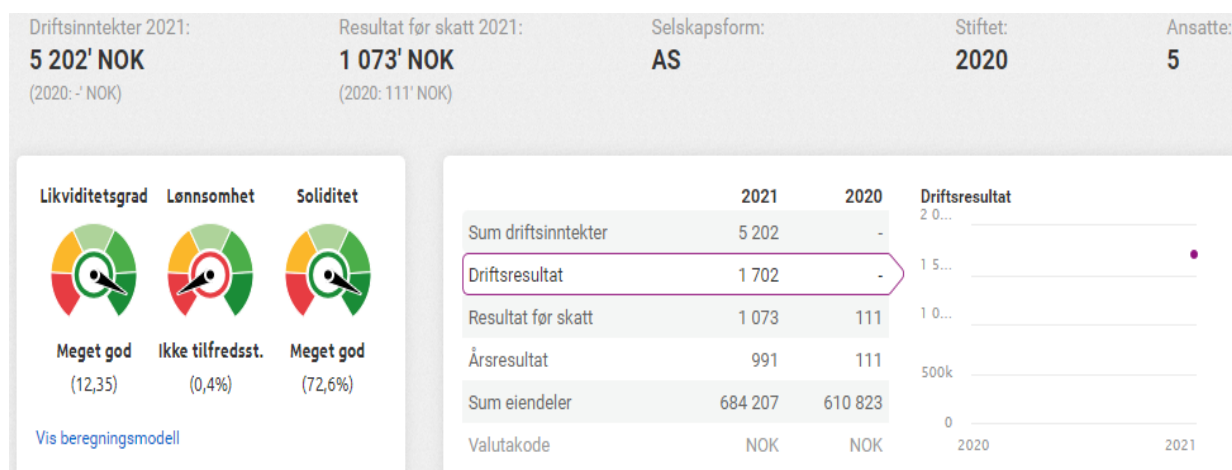 Driftsinntekter 2021: Resultat før skatt 2021: Selskapsform: Stiftet: Ansatte:
5 202' NOK 1 073' NOK AS 2020 5
(2020: -' NOK) (2020: 111' NOK)
Likviditetsgrad Lønnsomhet Soliditet
Meget god Ikke tilfredsst. Meget god
(12,35) (0,4%) (72,6%)
Vis beregningsmodell
2021 2020
Sum driftsinntekter 5 202 -
Driftsresultat 1 702 -
Resultat før skatt 1 073 111
Årsresultat 991 111
Sum eiendeler 684 207 610 823
Valutakode NOK NOK
Driftsresultat
2 0...
1 5...
1 0...
500k
0
2020 2021